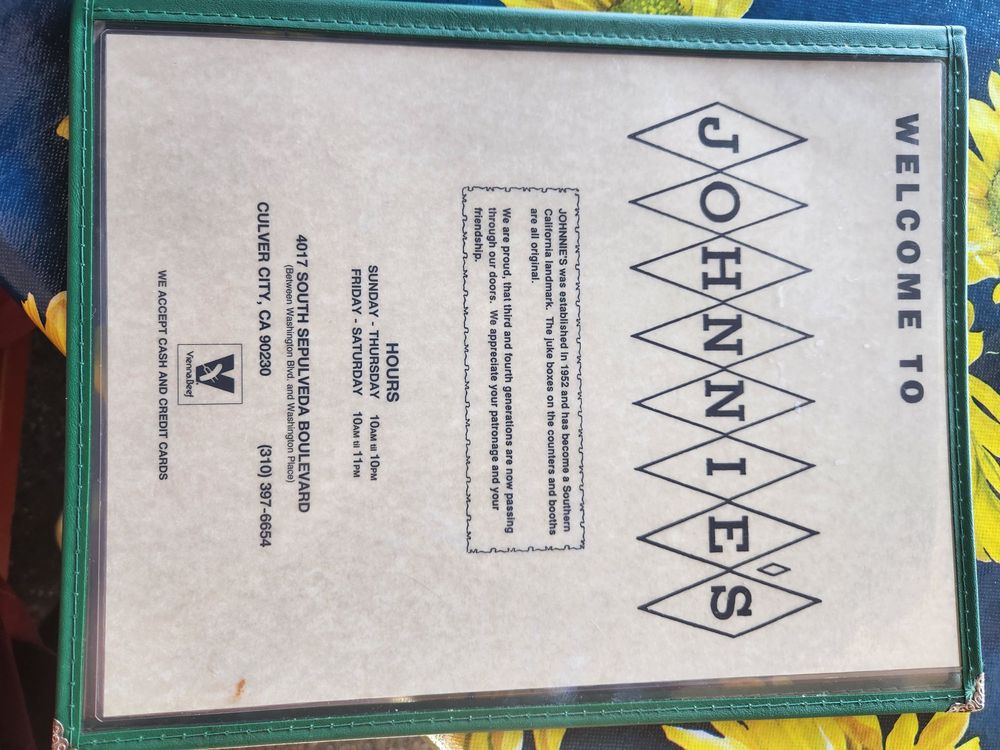 WELCOME TO
JOHNNIE'S
JOHNNIE'S was established in 1952 and has become a Southern
California landmark. The juke boxes on the counters and booths
are all original.
We are proud, that third and fourth generations are now passing
through our doors. We appreciate your patronage and your
friendship.
HOURS
SUNDAY - THURSDAY 10AM til 10PM
FRIDAY - SATURDAY 10AM til 11PM
4017 SOUTH SEPULVEDA BOULEVARD
(Between Washington Blvd. and Washington Place)
CULVER CITY, CA 90230 (310) 397-6654
V
Vienna Beef
WE ACCEPT CASH AND CREDIT CARDS